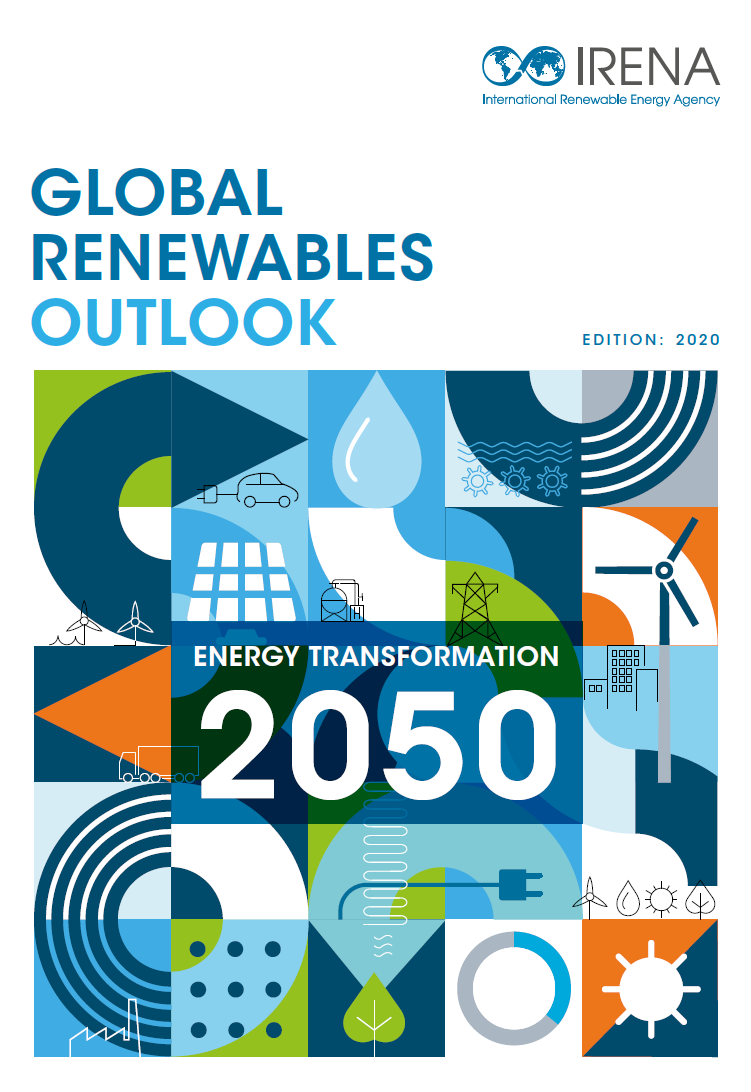 IRENA
International Renewable Energy Agency
GLOBAL
RENEWABLES
OUTLOOK
EDITION: 2020
ENERGY TRANSFORMATION
2050